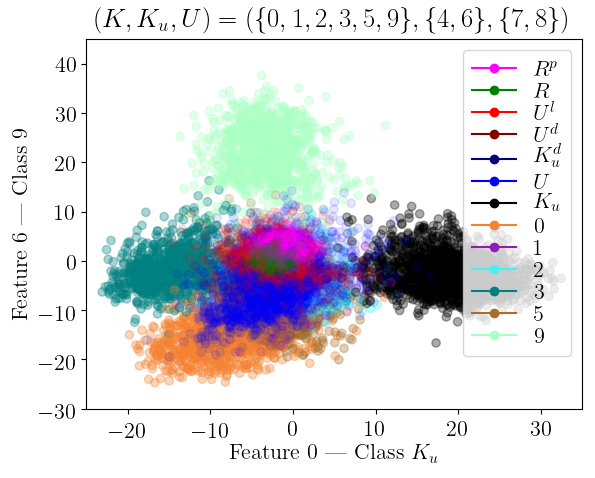 (K, K_u, U) = ({0, 1, 2, 3, 5, 9}, {4, 6}, {7, 8})
40
30
20
10
0
−10
−20
−30
Feature 6 — Class 9
R^p
R
U^l
U^d
K_u^d
U
K_u
0
1
2
3
5
9
−20
−10
0
10
20
30
Feature 0 — Class K_u